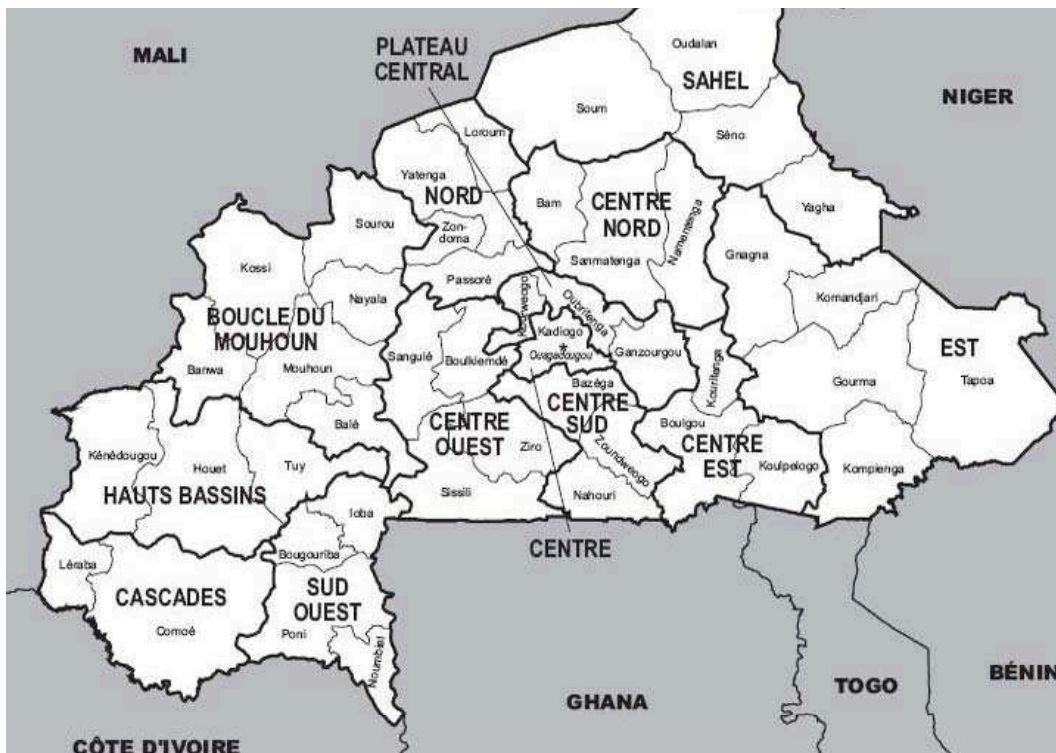 MALI
PLATEAU
CENTRAL
Oudalan
SAHEL
NIGER
Soum
Séno
Loroum
Yatenga
NORD
Bam
CENTRE
NORD
Namentenga
Yagha
Sourou
Zon-
doma
Sanmatenga
Gnagna
Kossi
Passoré
Nayala
Kourweogo
Oubritenga
Komandjari
BOUCLE DU
MOUHOUN
Kadiogo
*
Ouagadougou
Ganzourgou
Kouritenga
EST
Sanguié
Boulkiemdé
Banwa
Mouhoun
Gourma
Tapoa
Bazéga
CENTRE
SUD
Balé
CENTRE
OUEST
Ziro
Zoundweogo
Boulgou
CENTRE
EST
Koulpelogo
Kompienga
Kénédougou
Houet
Tuy
HAUTS BASSINS
Sissili
Nahouri
Ioba
CENTRE
Bougouriba
Léraba
CASCADES
Comoé
SUD
OUEST
Poni
Noumbiel
GHANA
TOGO
BÉNIN
CÔTE D'IVOIRE